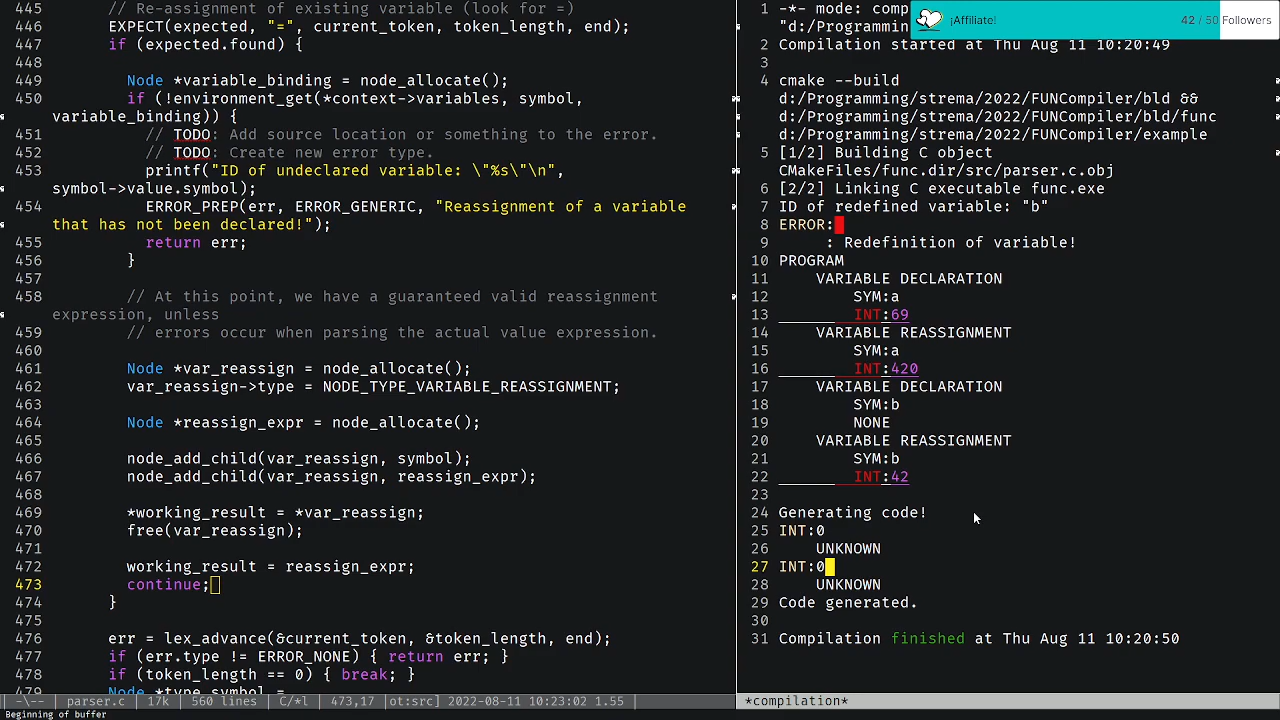 445       // Re-assignment of existing variable (look for =)
446       EXPECT(expected, "=", current_token, token_length, end);
447       if (expected.found) {
448
449         Node *variable_binding = node_allocate();
450         if (!environment_get(*context->variables, symbol,
variable_binding)) {
451           // TODO: Add source location or something to the error.
452           // TODO: Create new error type.
453           printf("ID of undeclared variable: \"%s\"\n",
symbol->value.symbol);
454           ERROR_PREP(err, ERROR_GENERIC, "Reassignment of a variable
that has not been declared!");
455           return err;
456         }
457
458         // At this point, we have a guaranteed valid reassignment
expression, unless
459         // errors occur when parsing the actual value expression.
460
461         Node *var_reassign = node_allocate();
462         var_reassign->type = NODE_TYPE_VARIABLE_REASSIGNMENT;
463
464         Node *reassign_expr = node_allocate();
465
466         node_add_child(var_reassign, symbol);
467         node_add_child(var_reassign, reassign_expr);
468
469         *working_result = *var_reassign;
470         free(var_reassign);
471
472         working_result = reassign_expr;
473         continue;
474       }
475
476       err = lex_advance(&current_token, &token_length, end);
477       if (err.type != ERROR_NONE) { return err; }
478       if (token_length == 0) { break; }
479       Node *type_symbol =
-\-- parser.c 17k 560 lines C/*l 473,17 ot:src] 2022-08-11 10:23:02 1.55
Beginning of buffer
1 -*- mode: comp
"d:/Programmin
¡Affiliate! 42 / 50 Followers
2 Compilation started at Thu Aug 11 10:20:49
3
4 cmake --build
d:/Programming/strema/2022/FUNCompiler/bld &&
d:/Programming/strema/2022/FUNCompiler/bld/func
d:/Programming/strema/2022/FUNCompiler/example
5 [1/2] Building C object
CMakeFiles/func.dir/src/parser.c.obj
6 [2/2] Linking C executable func.exe
7 ID of redefined variable: "b"
8 ERROR:
9      : Redefinition of variable!
10 PROGRAM
11     VARIABLE DECLARATION
12         SYM:a
13         INT:69
14     VARIABLE REASSIGNMENT
15         SYM:a
16         INT:420
17     VARIABLE DECLARATION
18         SYM:b
19         NONE
20     VARIABLE REASSIGNMENT
21         SYM:b
22         INT:42
23
24 Generating code!
25 INT:0
26     UNKNOWN
27 INT:0
28     UNKNOWN
29 Code generated.
30
31 Compilation finished at Thu Aug 11 10:20:50
*compilation*